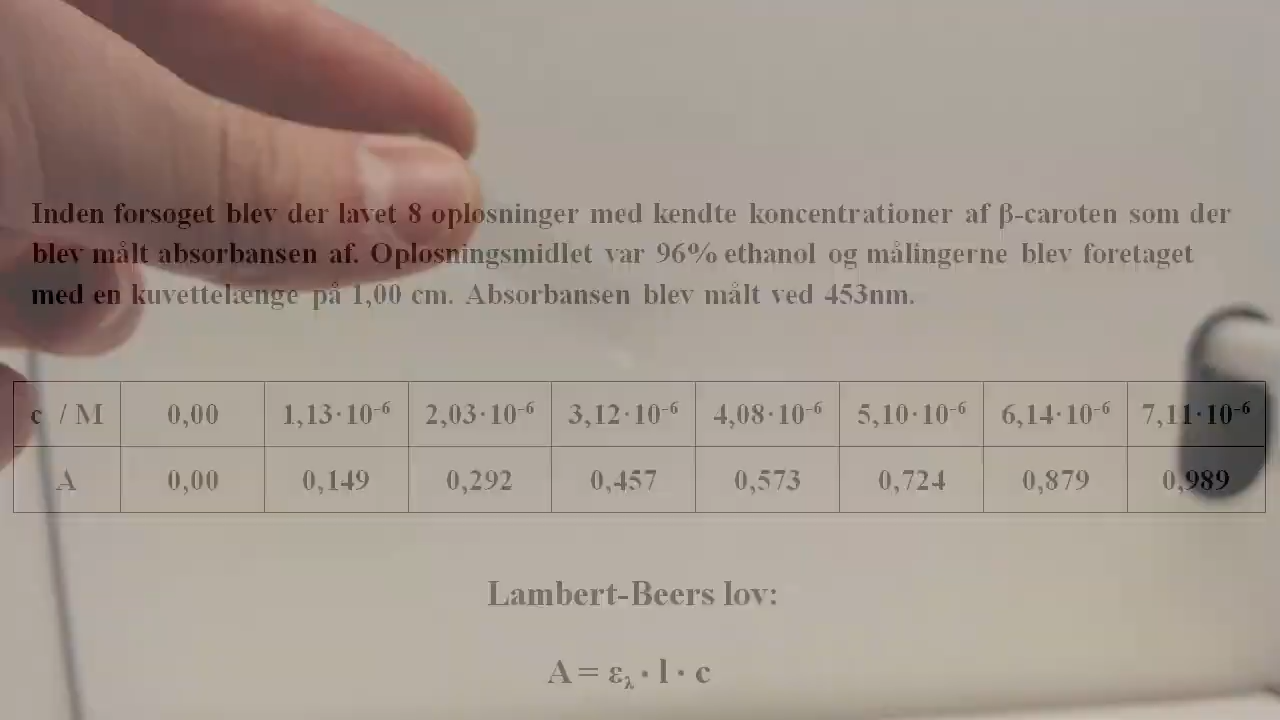 Inden forsøget blev der lavet 8 opløsninger med kendte koncentrationer af β-caroten som der
blev målt absorbansen af. Opløsningsmidlet var 96% ethanol og målingerne blev foretaget
med en kuvettelængde på 1,00 cm. Absorbansen blev målt ved 453nm.
c / M 0,00 1,13·10⁻⁶ 2,03·10⁻⁶ 3,12·10⁻⁶ 4,08·10⁻⁶ 5,10·10⁻⁶ 6,14·10⁻⁶ 7,11·10⁻⁶
A 0,00 0,149 0,292 0,457 0,573 0,724 0,879 0,989
Lambert-Beers lov:
A = ελ · l · c